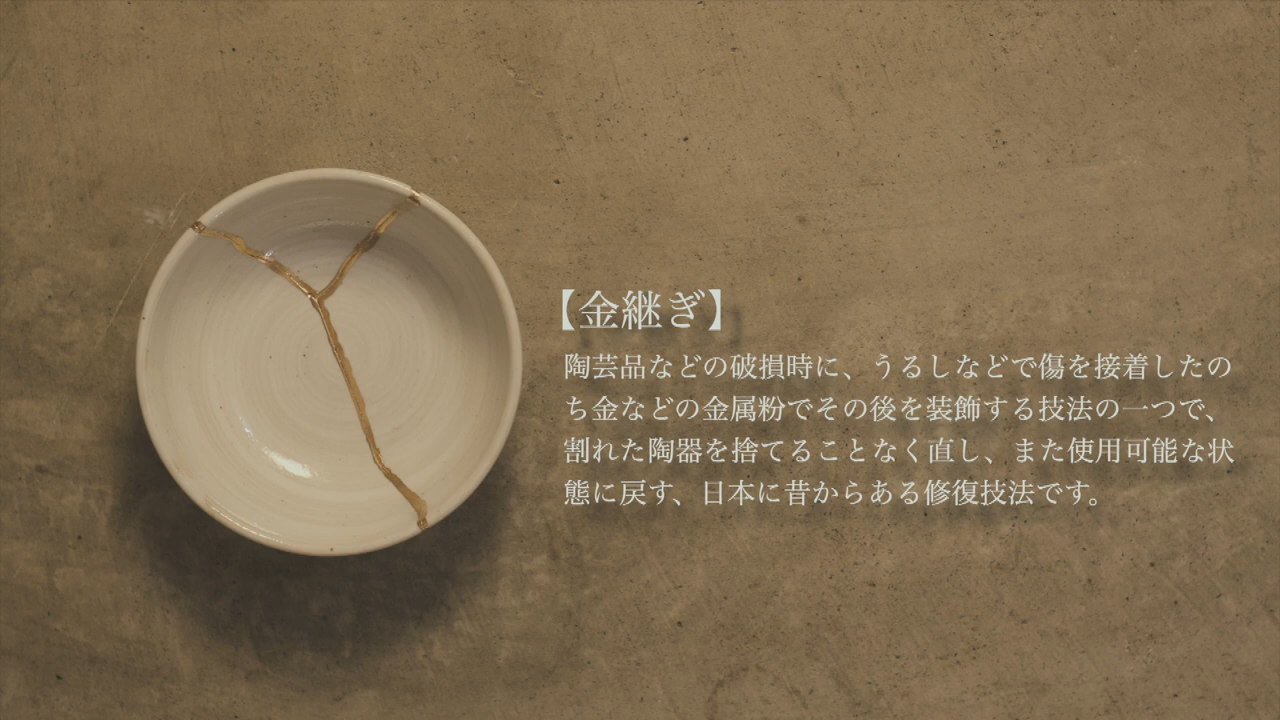 【金継ぎ】
陶芸品などの破損時に、うるしなどで傷を接着したの
ち金などの金属粉でその後を装飾する技法の一つで、
割れた陶器を捨てることなく直し、また使用可能な状
態に戻す、日本に昔からある修復技法です。